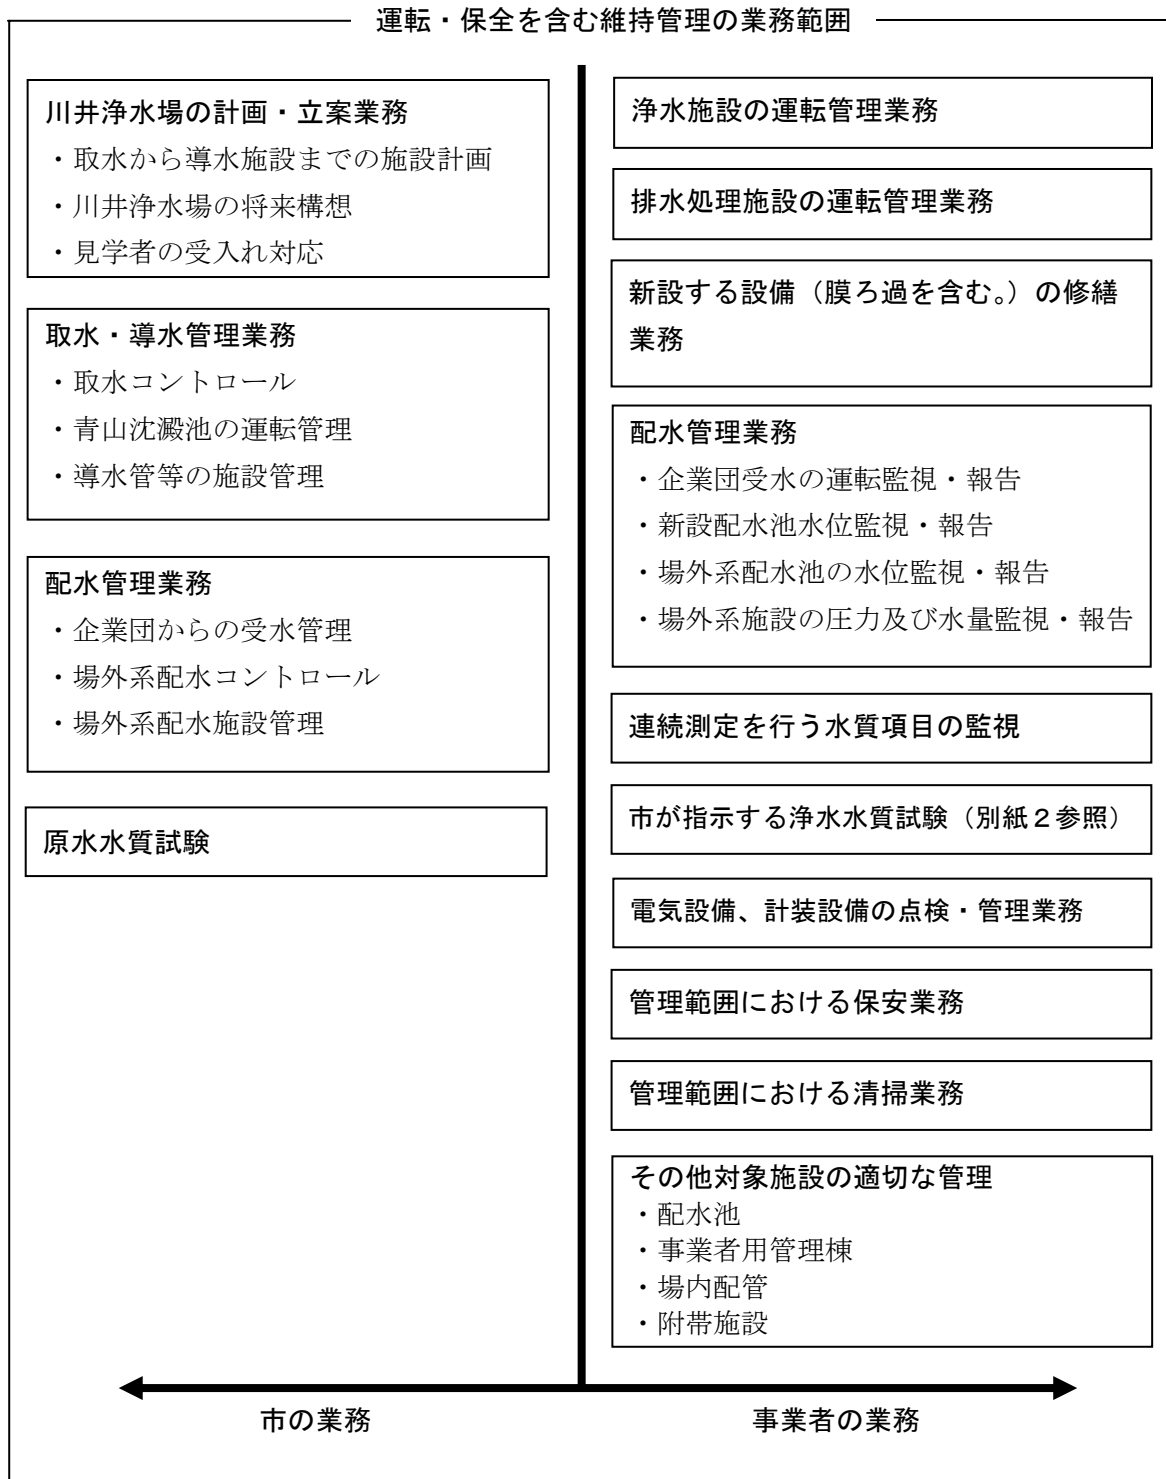 運転・保全を含む維持管理の業務範囲
川井浄水場の計画・立案業務
・取水から導水施設までの施設計画
・川井浄水場の将来構想
・見学者の受入れ対応
取水・導水管理業務
・取水コントロール
・青山沈澱池の運転管理
・導水管等の施設管理
配水管理業務
・企業団からの受水管理
・場外系配水コントロール
・場外系配水施設管理
原水水質試験
浄水施設の運転管理業務
排水処理施設の運転管理業務
新設する設備（膜ろ過を含む。）の修繕
業務
配水管理業務
・企業団受水の運転監視・報告
・新設配水池水位監視・報告
・場外系配水池の水位監視・報告
・場外系施設の圧力及び水量監視・報告
連続測定を行う水質項目の監視
市が指示する浄水水質試験（別紙２参照）
電気設備、計装設備の点検・管理業務
管理範囲における保安業務
管理範囲における清掃業務
その他対象施設の適切な管理
・配水池
・事業者用管理棟
・場内配管
・附帯施設
市の業務
事業者の業務